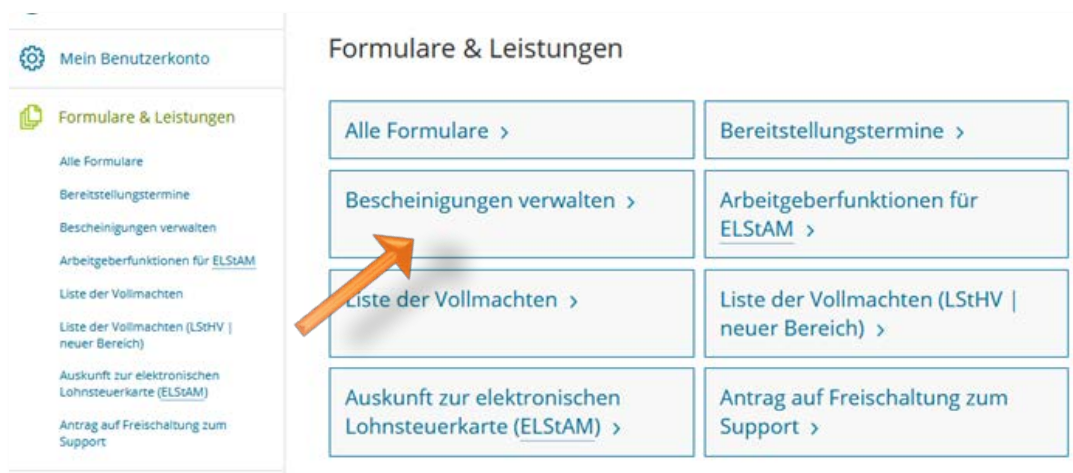 Mein Benutzerkonto
Formulare & Leistungen
Alle Formulare
Bereitstellungstermine
Bescheinigungen verwalten
Arbeitgeberfunktionen für ELStAM
Liste der Vollmachten
Liste der Vollmachten (LStHV |
neuer Bereich)
Auskunft zur elektronischen
Lohnsteuerkarte (ELStAM)
Antrag auf Freischaltung zum
Support
Formulare & Leistungen
Alle Formulare >
Bereitstellungstermine >
Bescheinigungen verwalten >
Arbeitgeberfunktionen für
ELStAM >
Liste der Vollmachten >
Liste der Vollmachten (LStHV |
neuer Bereich) >
Auskunft zur elektronischen
Lohnsteuerkarte (ELStAM) >
Antrag auf Freischaltung zum
Support >